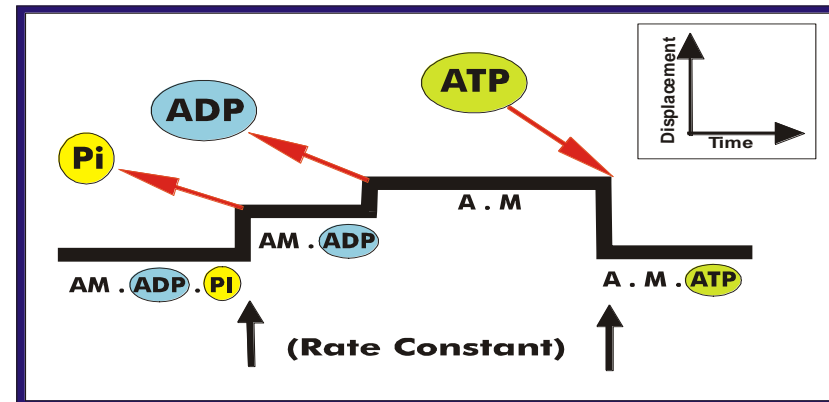 ATP
ADP
Pi
Displacement
Time
A . M
AM . ADP
AM . ADP . PI
A . M . ATP
(Rate Constant)